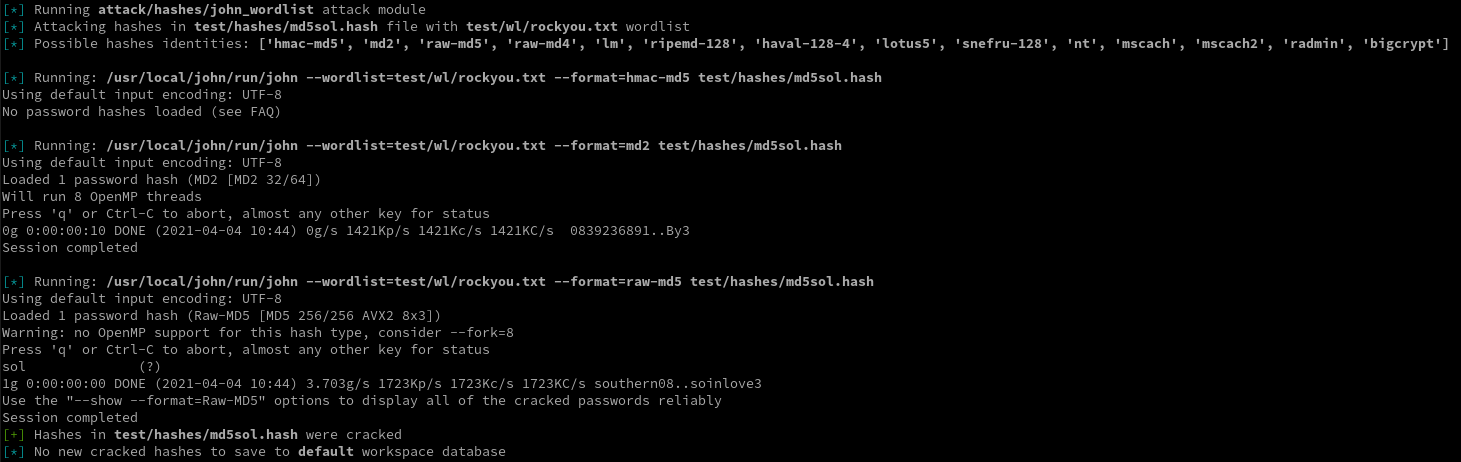 [*] Running attack/hashes/john_wordlist attack module
[*] Attacking hashes in test/hashes/md5sol.hash file with test/wl/rockyou.txt wordlist
[*] Possible hashes identities: ['hmac-md5', 'md2', 'raw-md5', 'raw-md4', 'lm', 'ripemd-128', 'haval-128-4', 'lotus5', 'snefru-128', 'nt', 'mscach', 'mscach2', 'radmin', 'bigcrypt']
[*] Running: /usr/local/john/run/john --wordlist=test/wl/rockyou.txt --format=hmac-md5 test/hashes/md5sol.hash
Using default input encoding: UTF-8
No password hashes loaded (see FAQ)
[*] Running: /usr/local/john/run/john --wordlist=test/wl/rockyou.txt --format=md2 test/hashes/md5sol.hash
Using default input encoding: UTF-8
Loaded 1 password hash (MD2 [MD2 32/64])
Will run 8 OpenMP threads
Press 'q' or Ctrl-C to abort, almost any other key for status
0g 0:00:00:10 DONE (2021-04-04 10:44) 0g/s 1421Kp/s 1421Kc/s 1421KC/s  0839236891..By3
Session completed
[*] Running: /usr/local/john/run/john --wordlist=test/wl/rockyou.txt --format=raw-md5 test/hashes/md5sol.hash
Using default input encoding: UTF-8
Loaded 1 password hash (Raw-MD5 [MD5 256/256 AVX2 8x3])
Warning: no OpenMP support for this hash type, consider --fork=8
Press 'q' or Ctrl-C to abort, almost any other key for status
sol              (?)
1g 0:00:00:00 DONE (2021-04-04 10:44) 3.703g/s 1723Kp/s 1723Kc/s 1723KC/s southern08..soinlove3
Use the "--show --format=Raw-MD5" options to display all of the cracked passwords reliably
Session completed
[+] Hashes in test/hashes/md5sol.hash were cracked
[*] No new cracked hashes to save to default workspace database